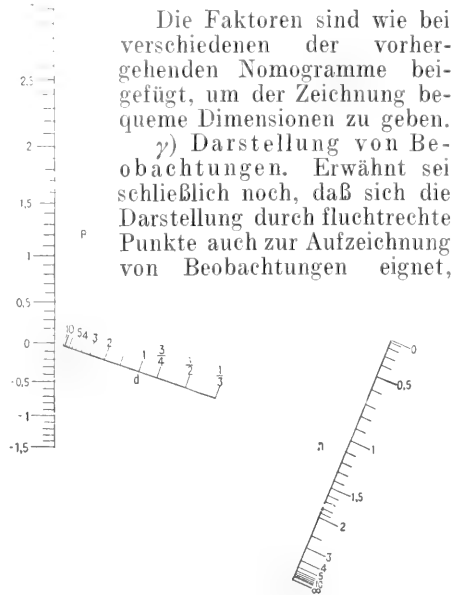 Die Faktoren sind wie bei
verschiedenen der vorher-
gehenden Nomogramme bei-
gefügt, um der Zeichnung be-
queme Dimensionen zu geben.
γ) Darstellung von Be-
obachtungen. Erwähnt sei
schließlich noch, daß sich die
Darstellung durch fluchtrechte
Punkte auch zur Aufzeichnung
von Beobachtungen eignet,
2.5
2
1,5
P
1
0.5
0
-0.5
-1
-1,5
10 5 4 3 2 1 3/4 1/2 1/3
d
0
0,5
1
1,5
2
3
4
5
∞